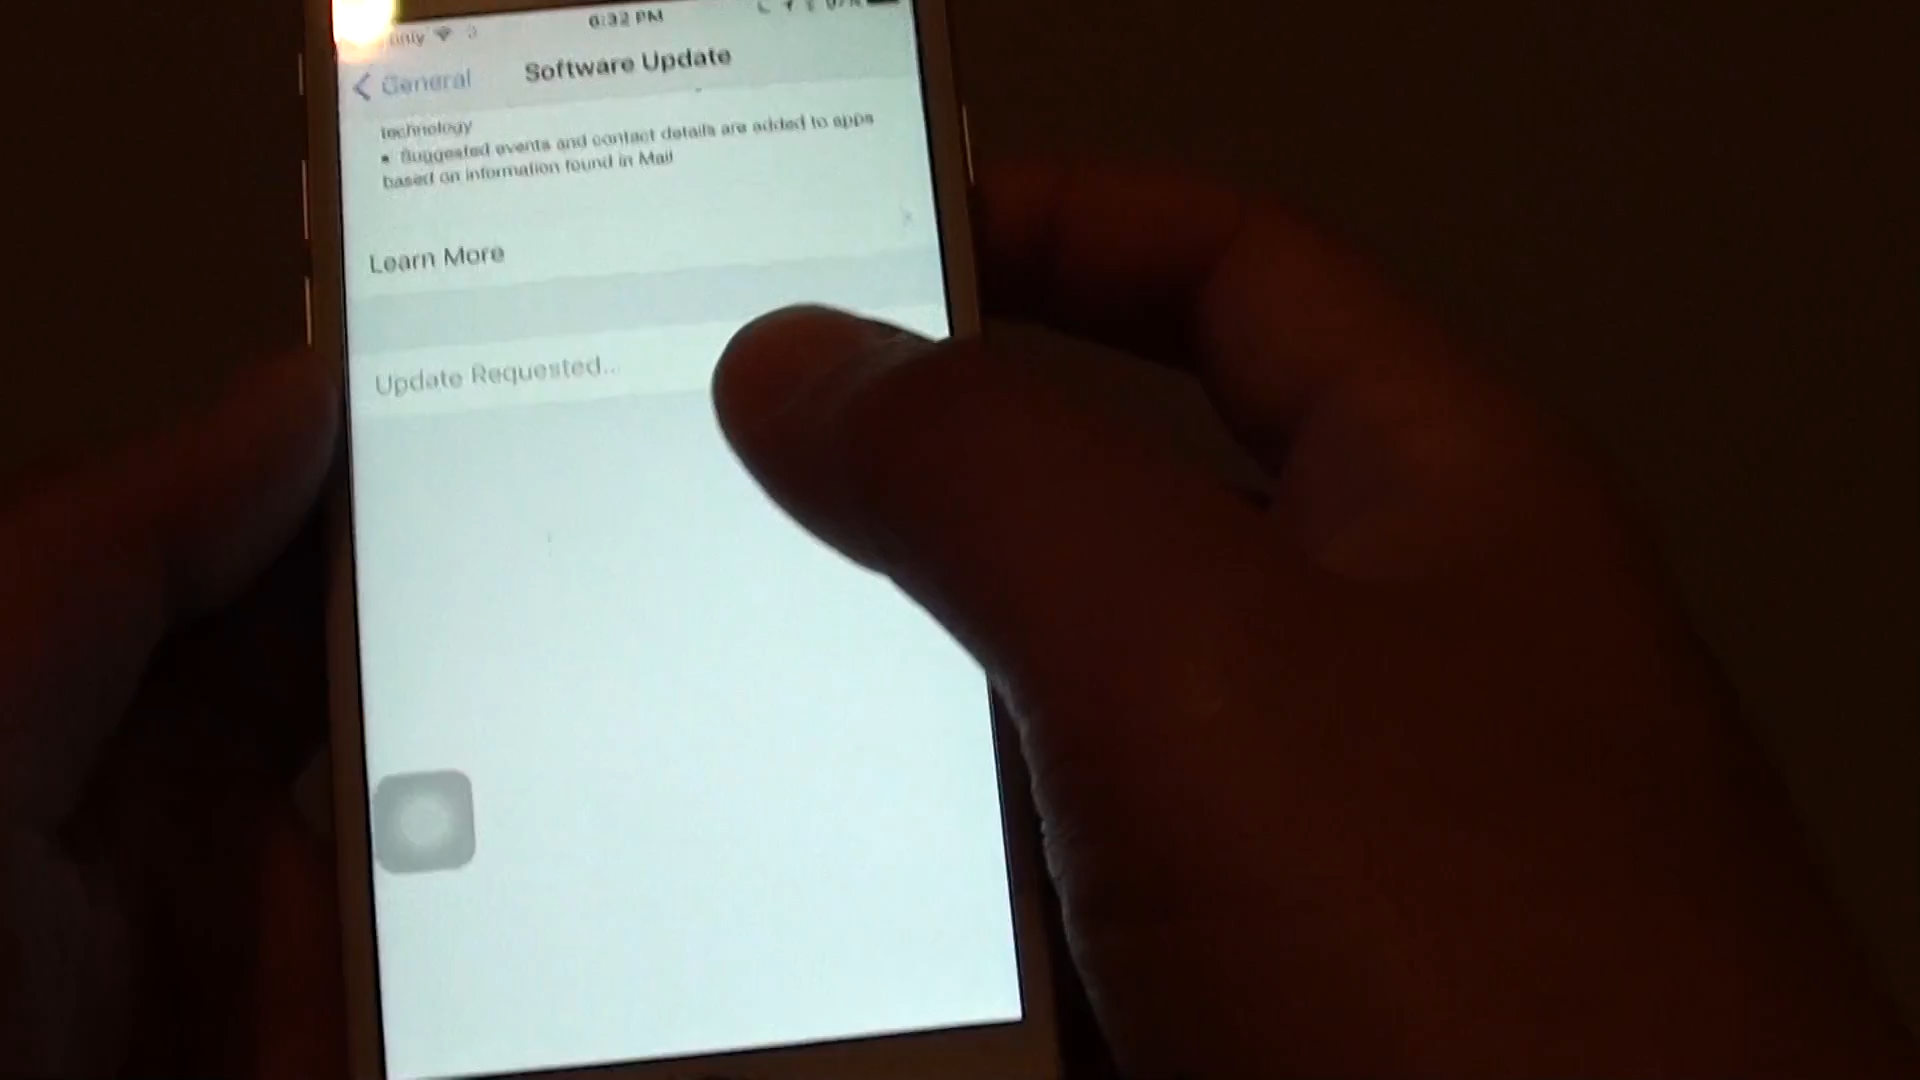 only
6:32 PM
General
Software Update
technology
• Suggested events and contact details are added to apps
based on information found in Mail
Learn More
Update Requested...